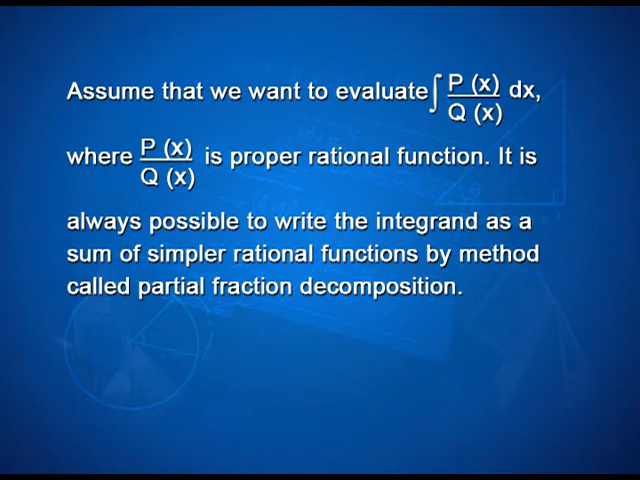 Assume that we want to evaluate ∫ P (x) / Q (x) dx,
where P (x) / Q (x) is proper rational function. It is
always possible to write the integrand as a
sum of simpler rational functions by method
called partial fraction decomposition.